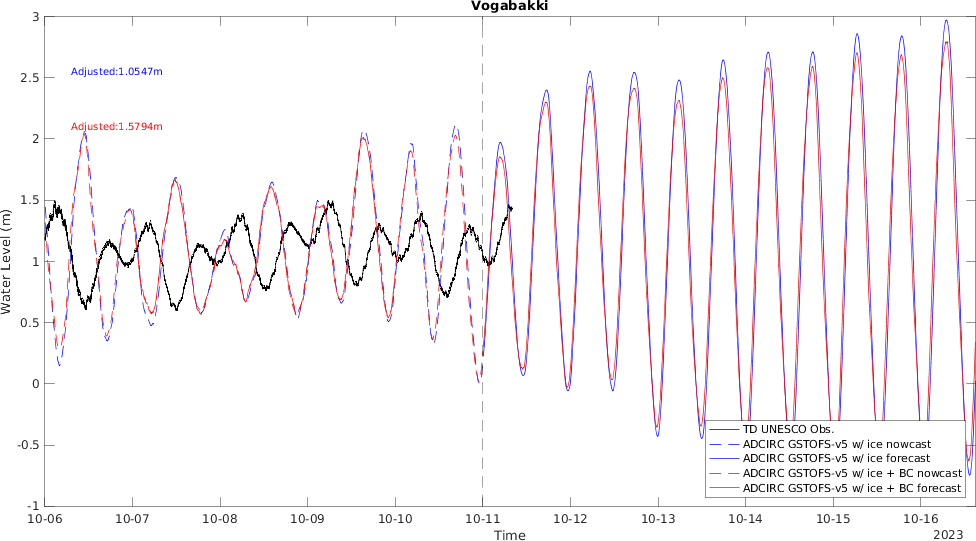 Vogabakki
3
2.5
2
1.5
1
0.5
0
-0.5
-1
Water Level (m)
Adjusted:1.0547m
Adjusted:1.5794m
TD UNESCO Obs.
ADCIRC GSTOFS-v5 w/ ice nowcast
ADCIRC GSTOFS-v5 w/ ice forecast
ADCIRC GSTOFS-v5 w/ ice + BC nowcast
ADCIRC GSTOFS-v5 w/ ice + BC forecast
10-06 10-07 10-08 10-09 10-10 10-11 10-12 10-13 10-14 10-15 10-16
Time
2023